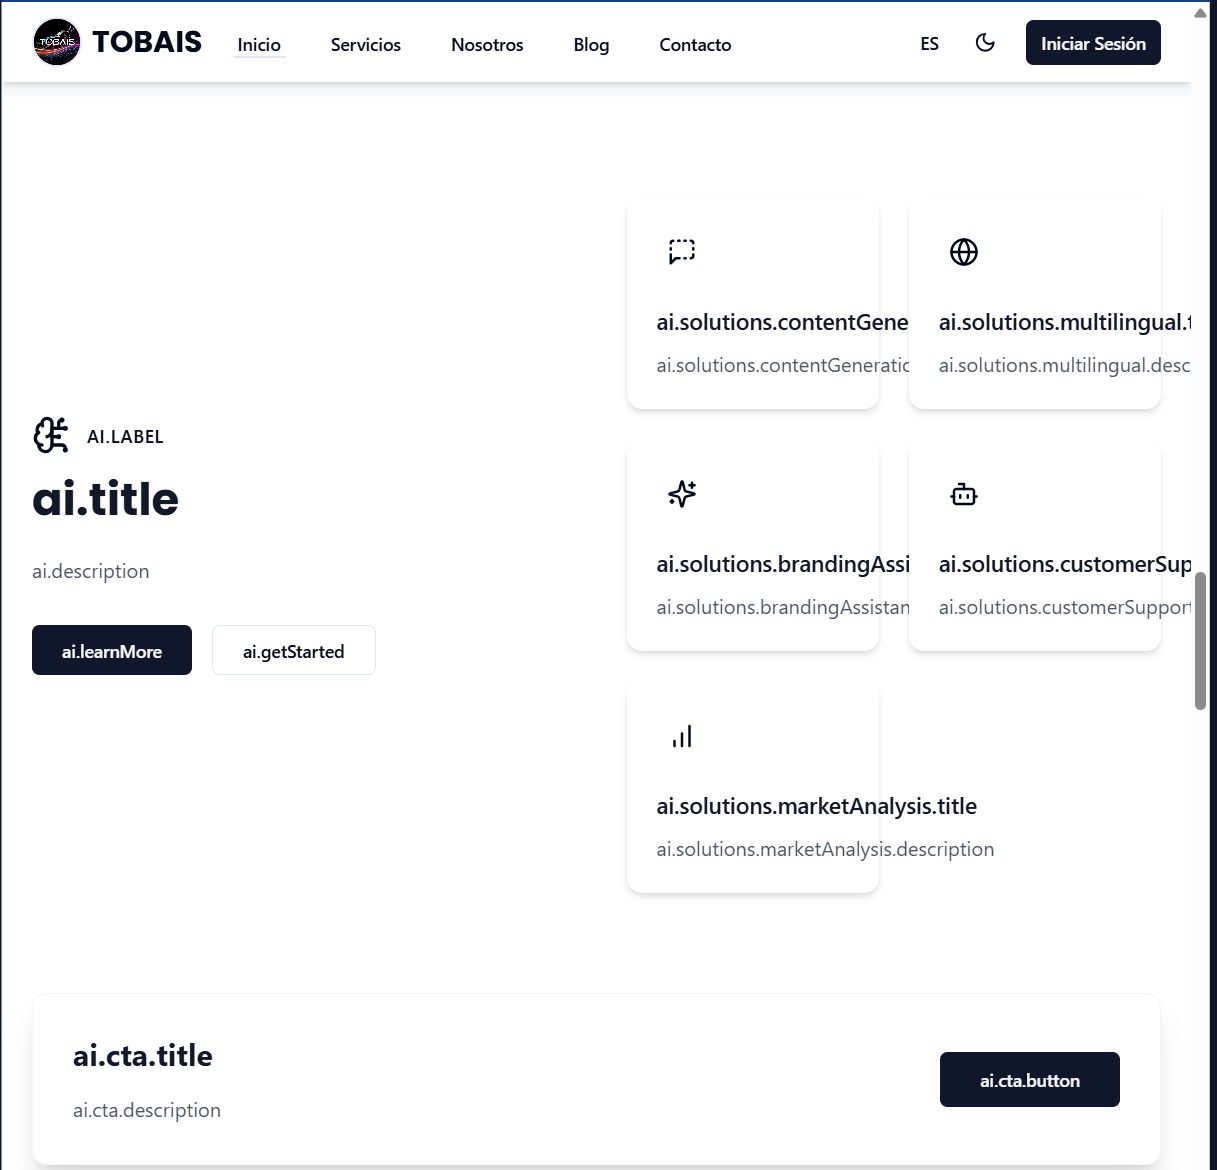 TOBAIS
TOBAIS
Inicio
Servicios
Nosotros
Blog
Contacto
ES
Iniciar Sesión
AI.LABEL
ai.title
ai.description
ai.learnMore
ai.getStarted
ai.solutions.contentGene
ai.solutions.contentGeneratio
ai.solutions.multilingual.t
ai.solutions.multilingual.desc
ai.solutions.brandingAssi
ai.solutions.brandingAssistan
ai.solutions.customerSup
ai.solutions.customerSupport
ai.solutions.marketAnalysis.title
ai.solutions.marketAnalysis.description
ai.cta.title
ai.cta.description
ai.cta.button